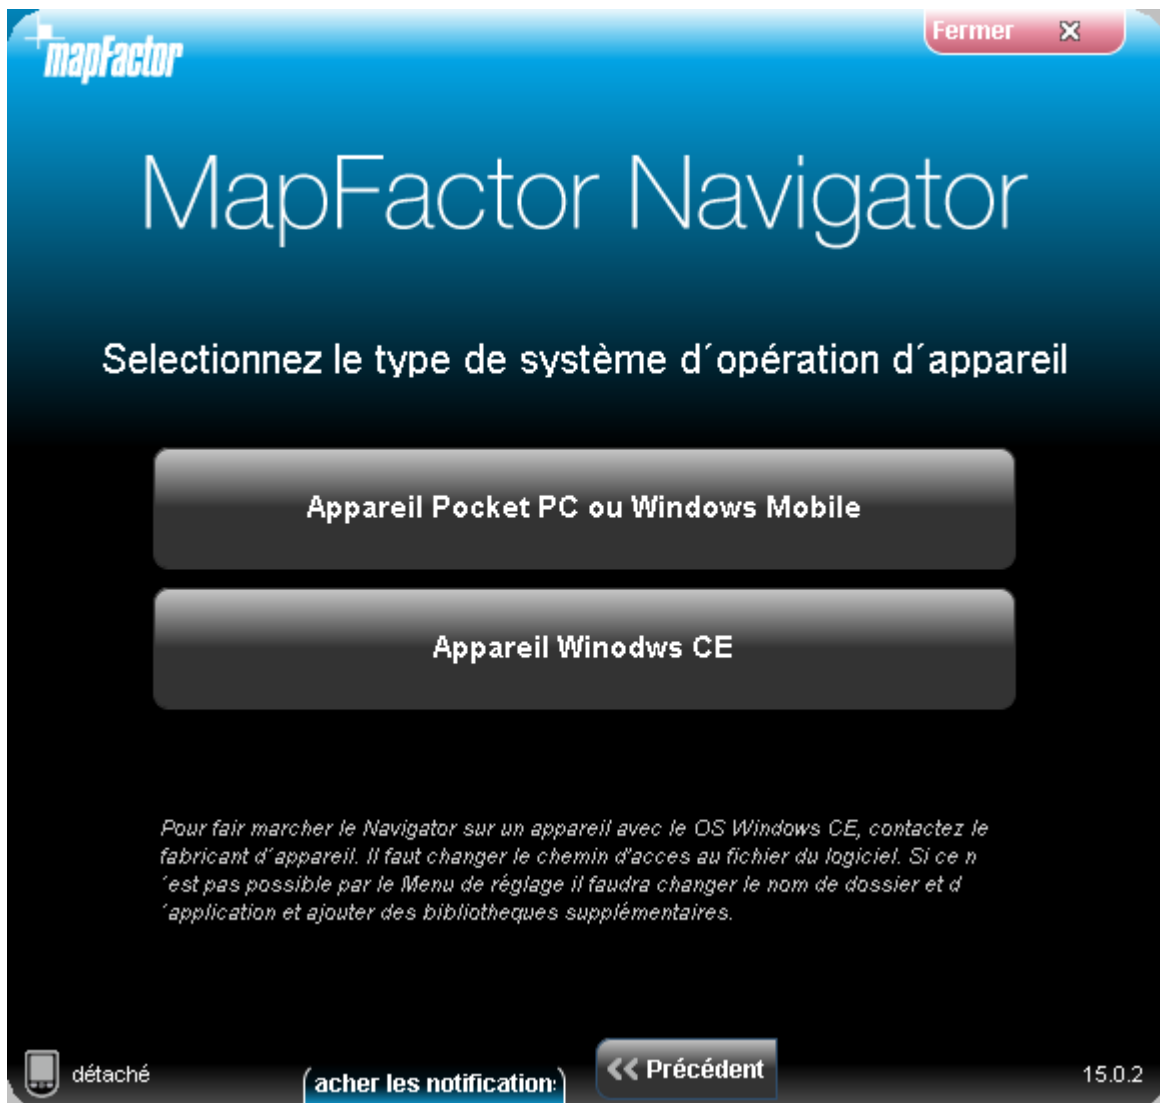 mapFactor
Fermer
MapFactor Navigator
Selectionnez le type de système d´opération d´appareil
Appareil Pocket PC ou Windows Mobile
Appareil Winodws CE
Pour fair marcher le Navigator sur un appareil avec le OS Windows CE, contactez le
fabricant d´appareil. Il faut changer le chemin d'acces au fichier du logiciel. Si ce n
´est pas possible par le Menu de réglage il faudra changer le nom de dossier et d
´application et ajouter des bibliotheques supplémentaires.
détaché
acher les notification
<< Précédent
15.0.2